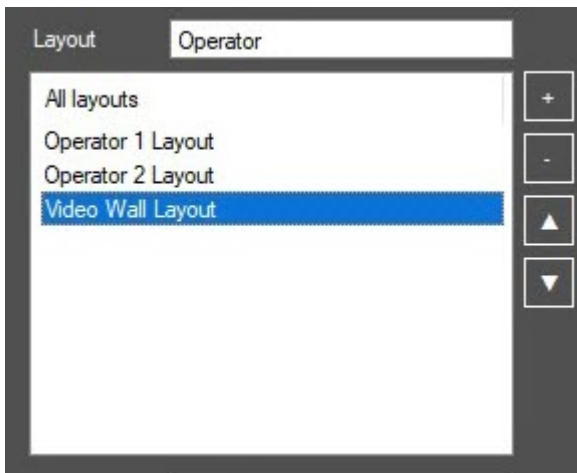 Layout Operator
All layouts
+
Operator 1 Layout
-
Operator 2 Layout
Video Wall Layout
▲
▼